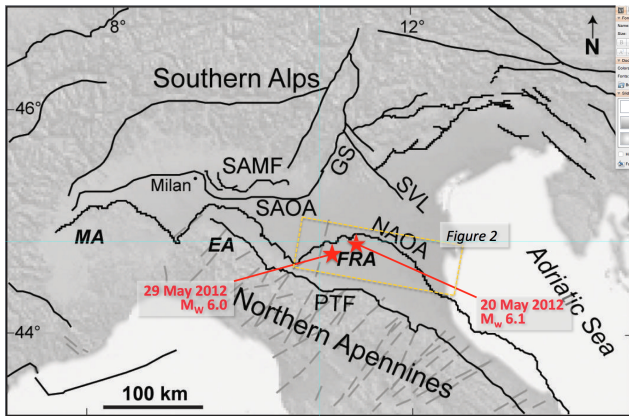 8°
12
N
Southern Alps
46°
SAMF
GS
Milan
SVL
SAOA
NAOA
Figure 2
MA
EA
FRA
Adriatic Sea
29 May 2012
Mw 6.0
20 May 2012
Mw 6.1
PTF
Northern Apennines
44°
100 km